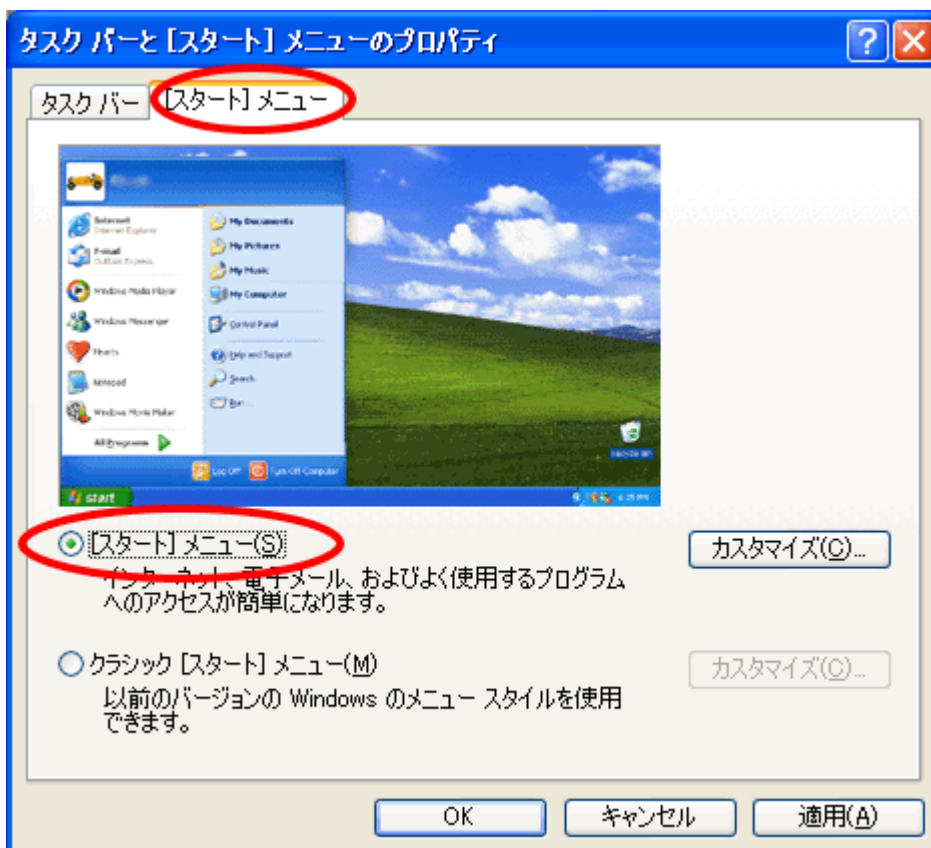 タスク バーと [スタート] メニューのプロパティ
タスク バー
[スタート] メニュー
Internet
Internet Explorer
My Documents
E-mail
Outlook Express
My Pictures
My Music
Windows Media Player
My Computer
Windows Messenger
Control Panel
Hearts
Help and Support
Notepad
Search
Run...
Windows Movie Maker
All Programs
Recycle Bin
Log Off
Turn Off Computer
start
[スタート] メニュー(S)
カスタマイズ(C)...
インターネット、電子メール、およびよく使用するプログラム
へのアクセスが簡単になります。
クラシック [スタート] メニュー(M)
カスタマイズ(C)...
以前のバージョンの Windows のメニュー スタイルを使用
できます。
OK
キャンセル
適用(A)